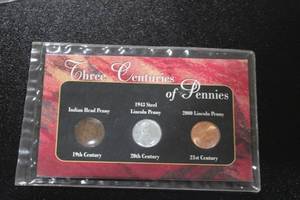 Three Centuries
of Pennies
Indian Head Penny
1943 Steel
Lincoln Penny
2000 Lincoln Penny
19th Century
20th Century
21st Century